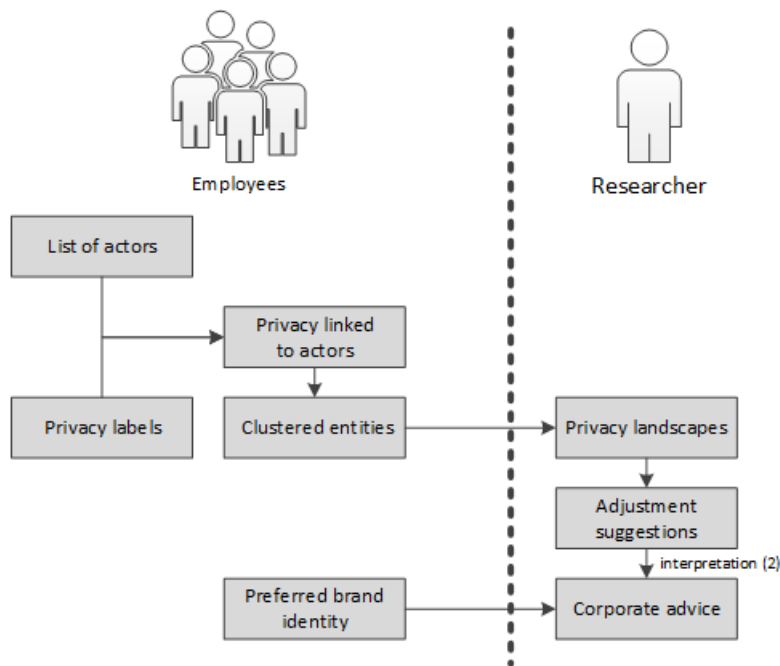 Employees
Researcher
List of actors
Privacy linked
to actors
Privacy labels
Clustered entities
Privacy landscapes
Adjustment
suggestions
interpretation (2)
Preferred brand
identity
Corporate advice